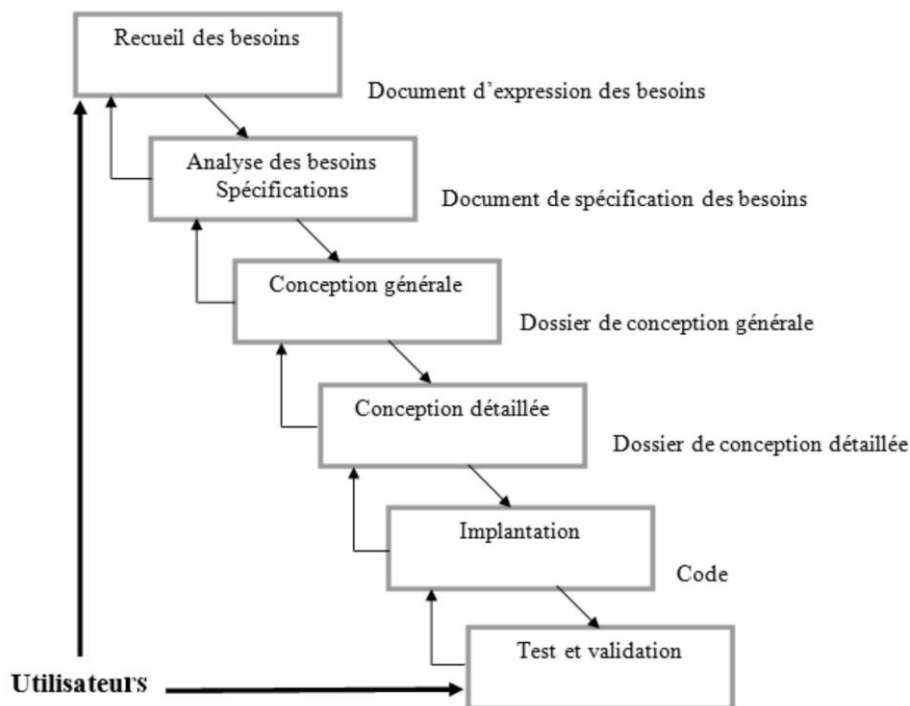 Recueil des besoins
Document d'expression des besoins
Analyse des besoins
Spécifications
Document de spécification des besoins
Conception générale
Dossier de conception générale
Conception détaillée
Dossier de conception détaillée
Implantation
Code
Test et validation
Utilisateurs